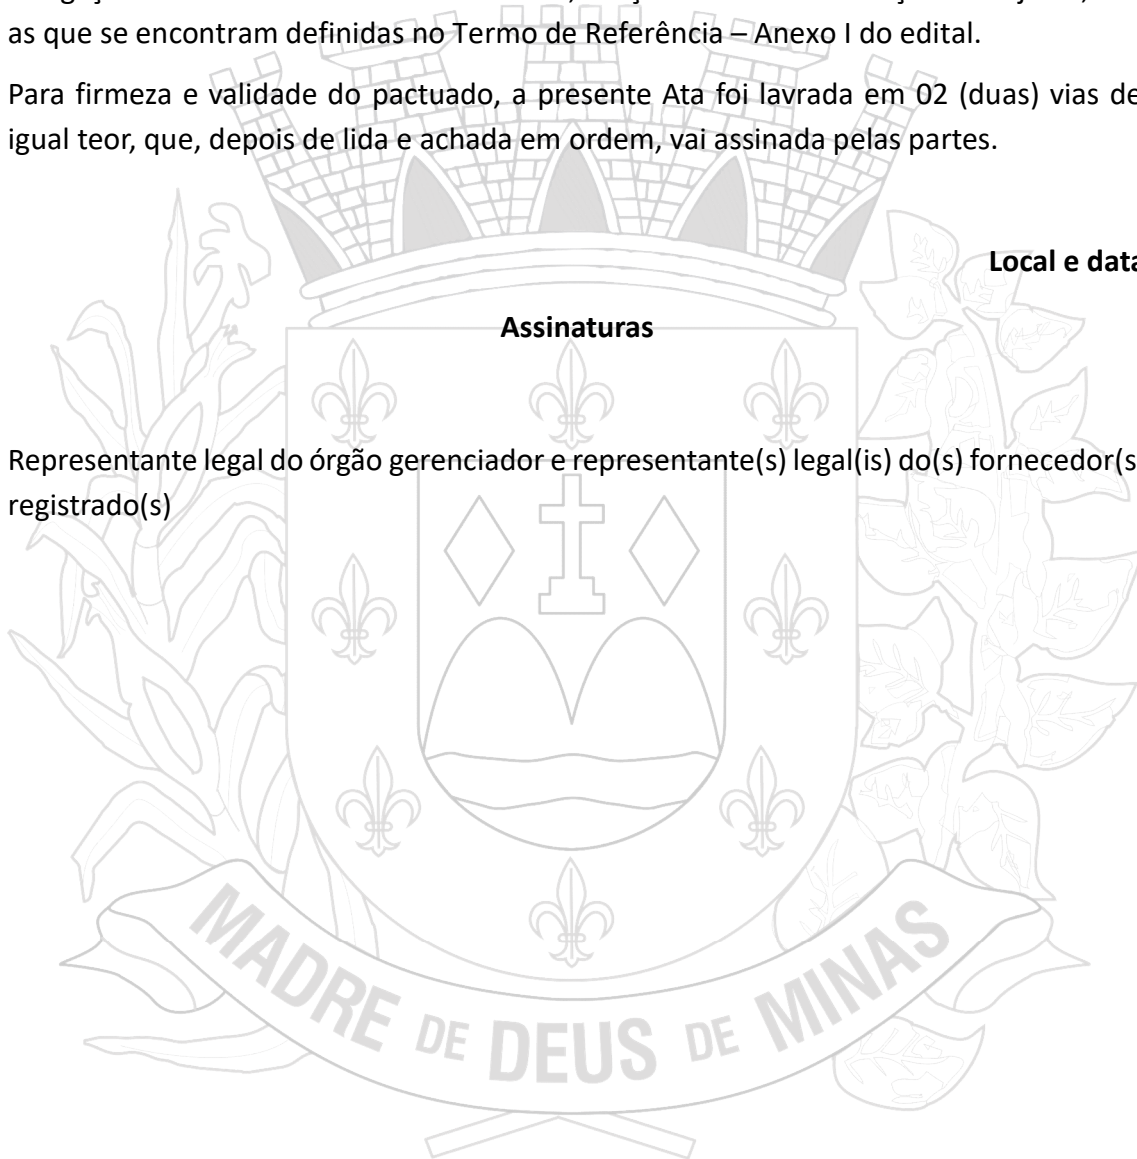 as que se encontram definidas no Termo de Referência – Anexo I do edital.
Para firmeza e validade do pactuado, a presente Ata foi lavrada em 02 (duas) vias de
igual teor, que, depois de lida e achada em ordem, vai assinada pelas partes.
Local e data
Assinaturas
Representante legal do órgão gerenciador e representante(s) legal(is) do(s) fornecedor(s
registrado(s)
MADRE DE DEUS DE MINAS